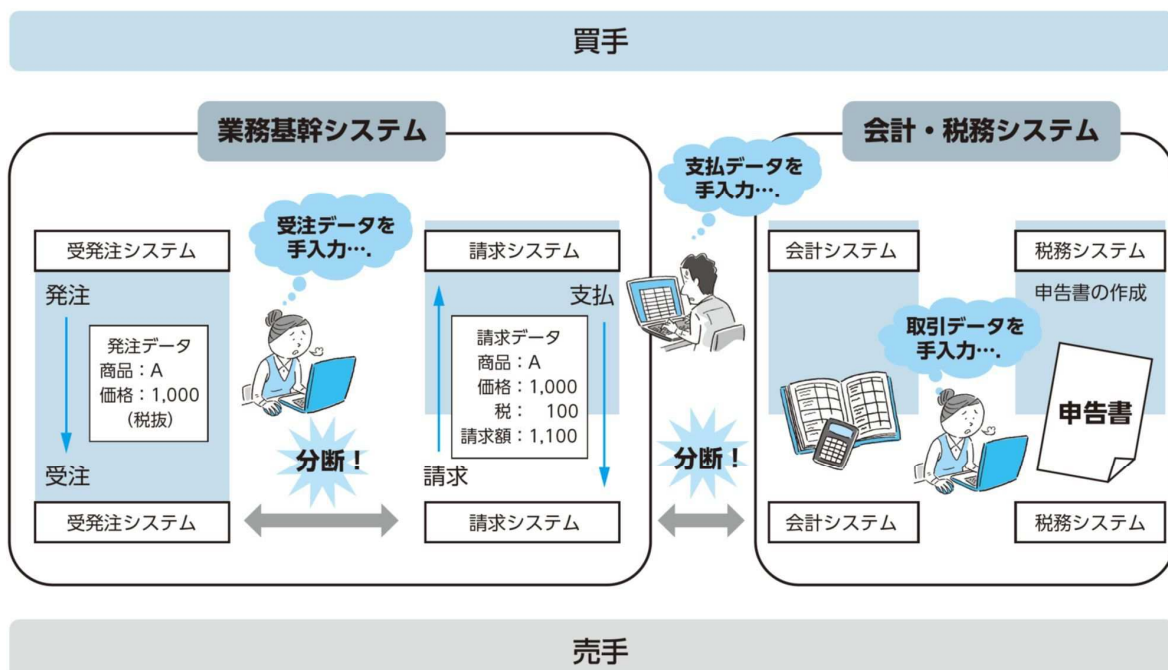 買手
業務基幹システム
会計・税務システム
支払データを
手入力….
受注データを
手入力….
受発注システム
請求システム
会計システム
税務システム
発注
支払
申告書の作成
発注データ
商品：A
価格：1,000
(税抜)
請求データ
商品：A
価格：1,000
税： 100
請求額：1,100
取引データを
手入力….
申告書
分断！
分断！
受注
請求
受発注システム
請求システム
会計システム
税務システム
売手